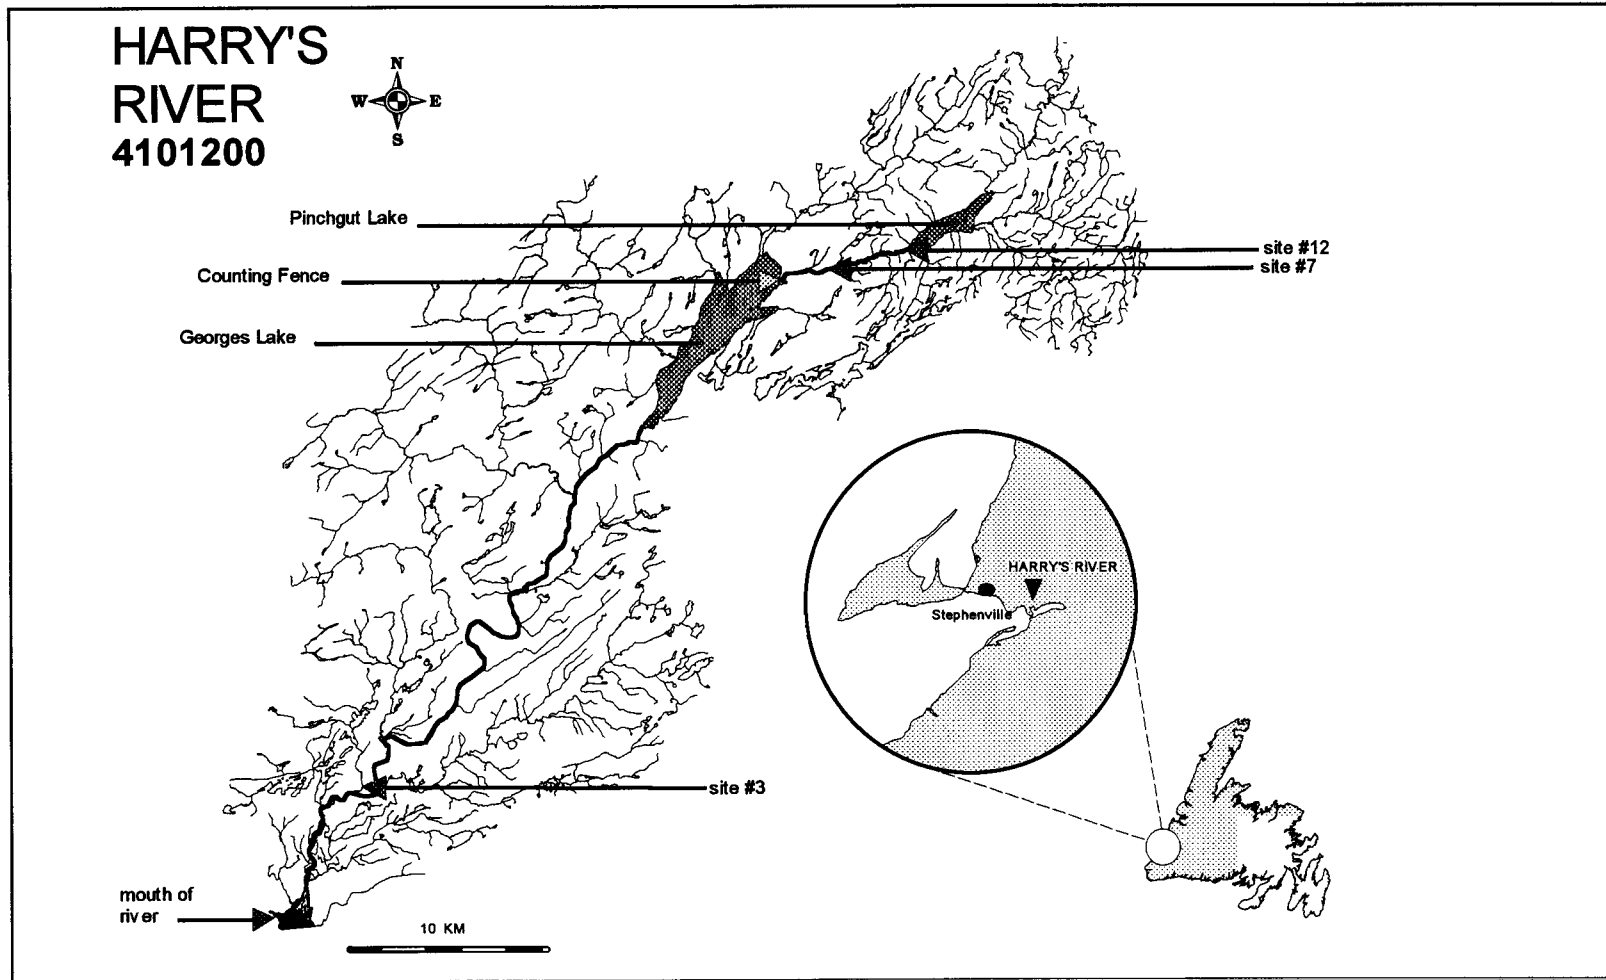 HARRY'S
RIVER
4101200
N
W E
S
Pinchgut Lake
site #12
site #7
Counting Fence
Georges Lake
HARRY'S RIVER
Stephenville
site #3
mouth of
river
10 KM